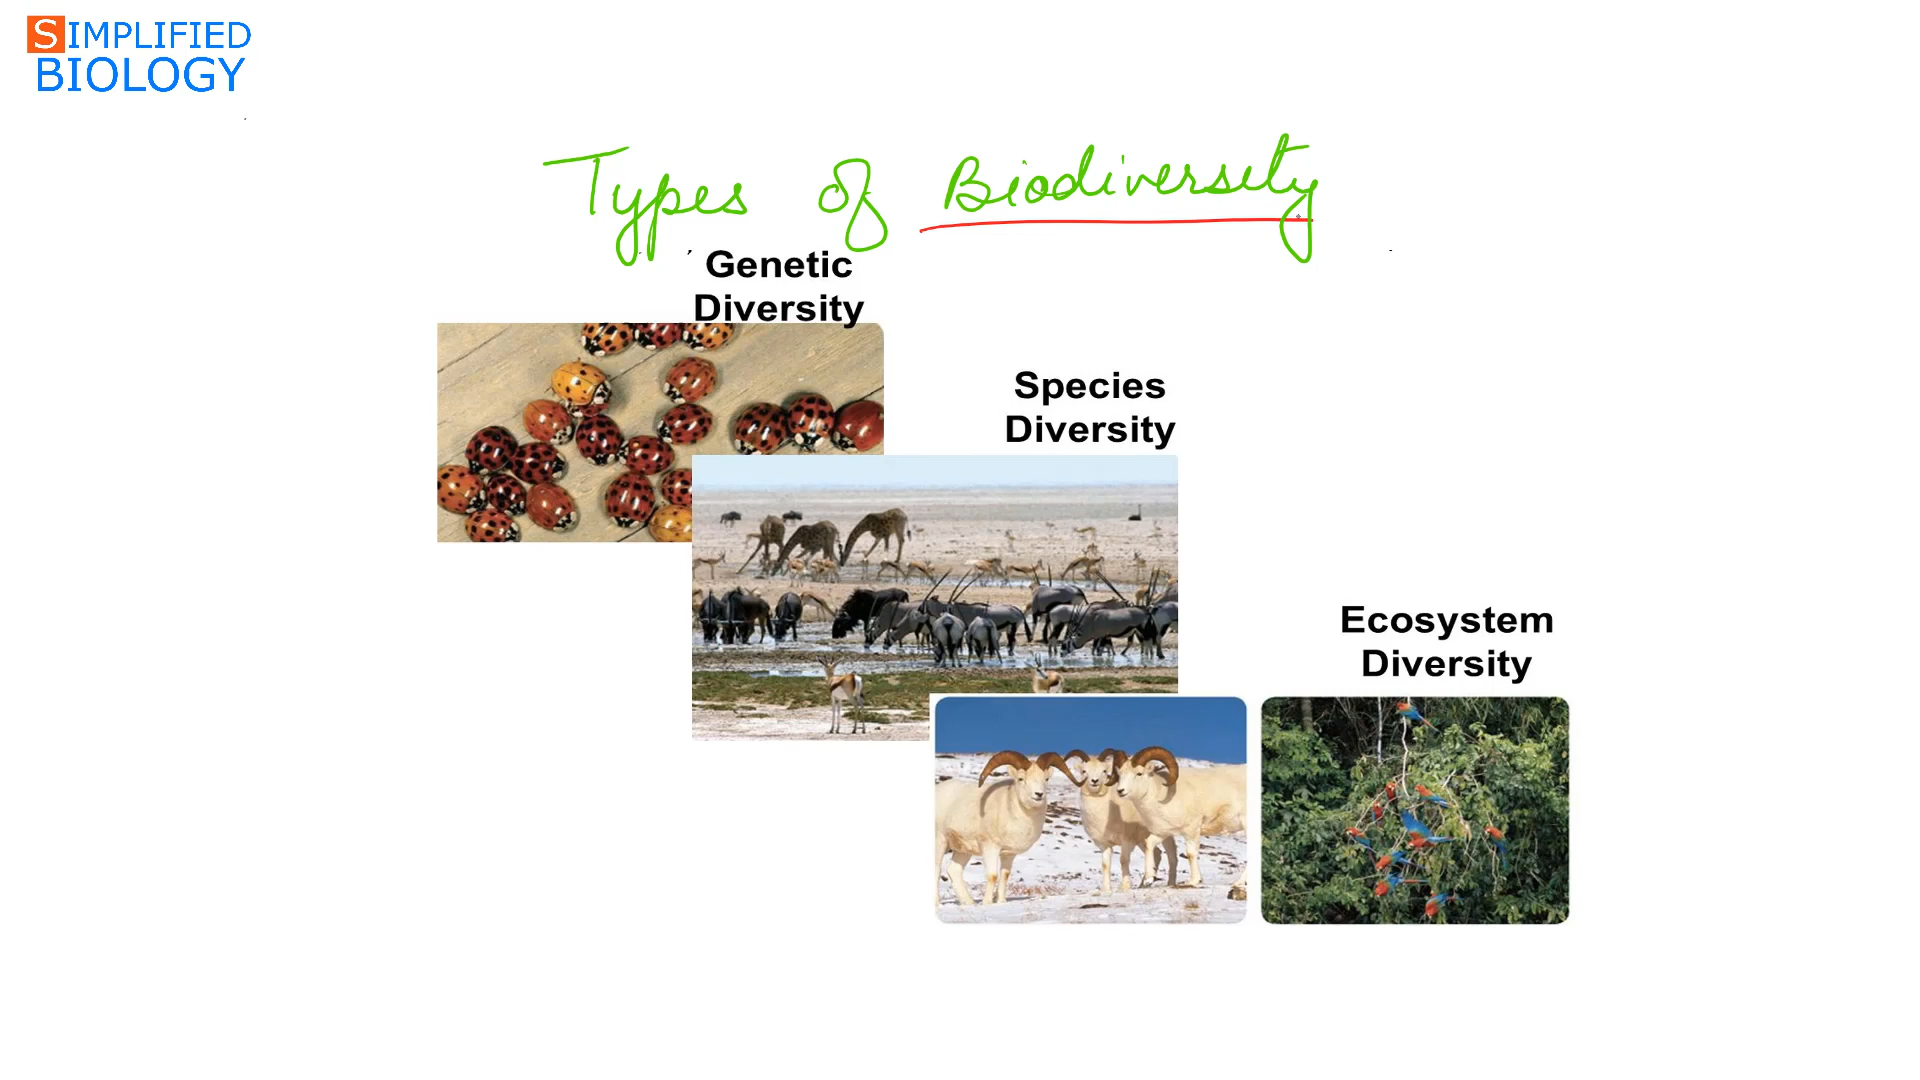 SIMPLIFIED
BIOLOGY
Types of Biodiversity
Genetic
Diversity
Species
Diversity
Ecosystem
Diversity